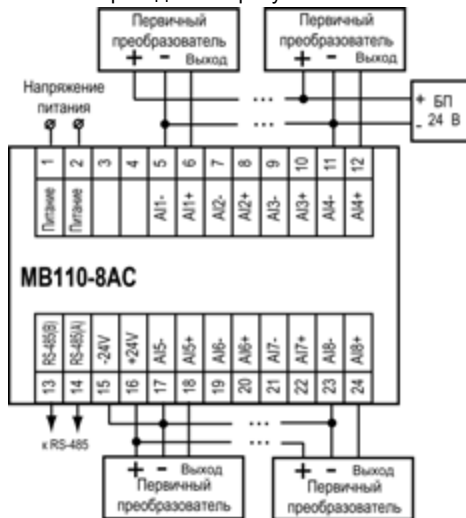 Первичный
преобразователь
+ − Выход
Первичный
преобразователь
+ − Выход
Напряжение
питания
...
...
+ БП
- 24 В
1 2 3 4 5 6 7 8 9 10 11 12
Питание Питание AI1- AI1+ AI2- AI2+ AI3- AI3+ AI4- AI4+
МВ110-8АС
RS-485(B) RS-485(A) -24V +24V AI5- AI5+ AI6- AI6+ AI7- AI7+ AI8- AI8+
13 14 15 16 17 18 19 20 21 22 23 24
...
...
к RS-485
+ − Выход
Первичный
преобразователь
+ − Выход
Первичный
преобразователь